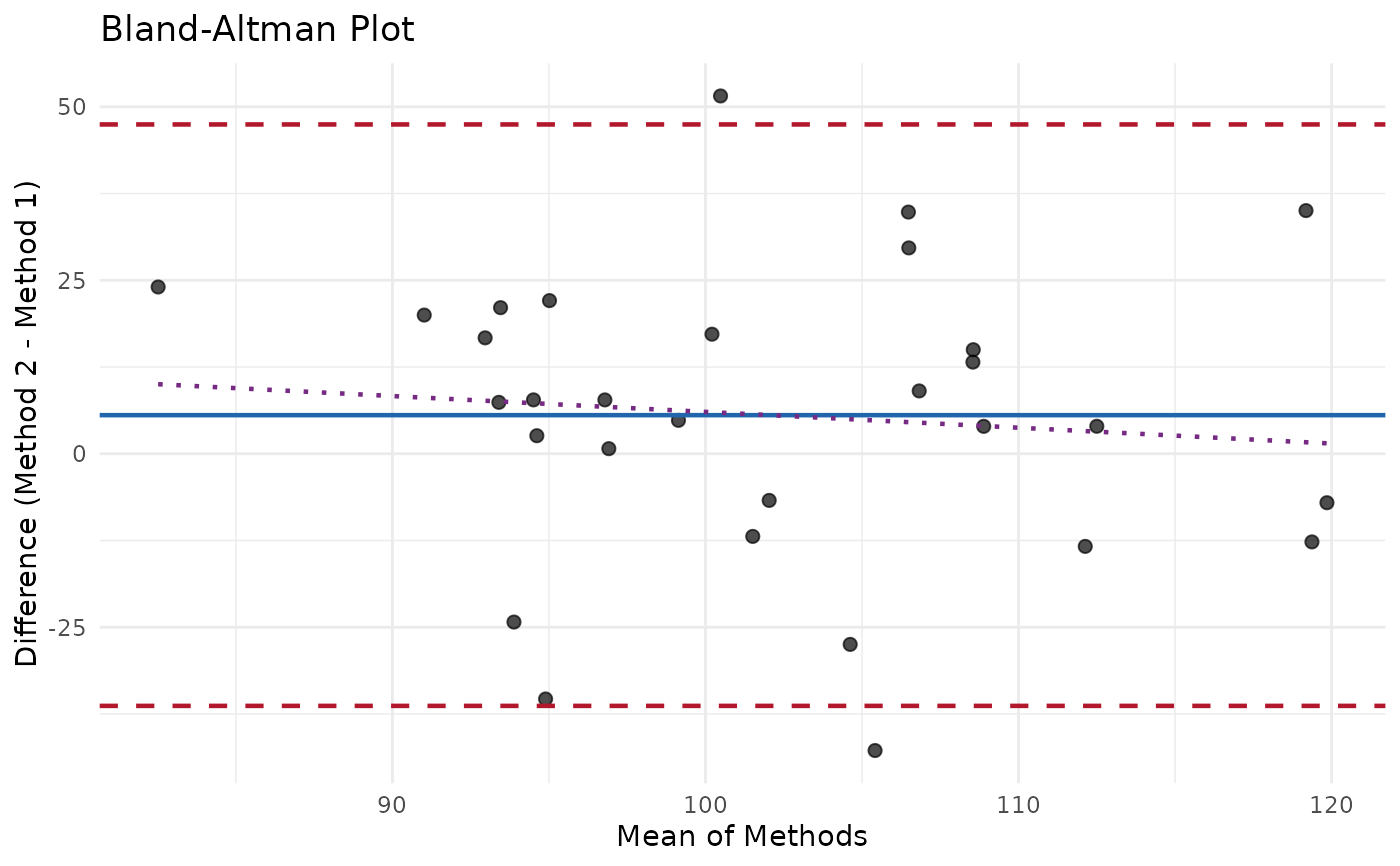 Bland-Altman Plot
Difference (Method 2 - Method 1)
50
25
0
-25
90 100 110 120
Mean of Methods